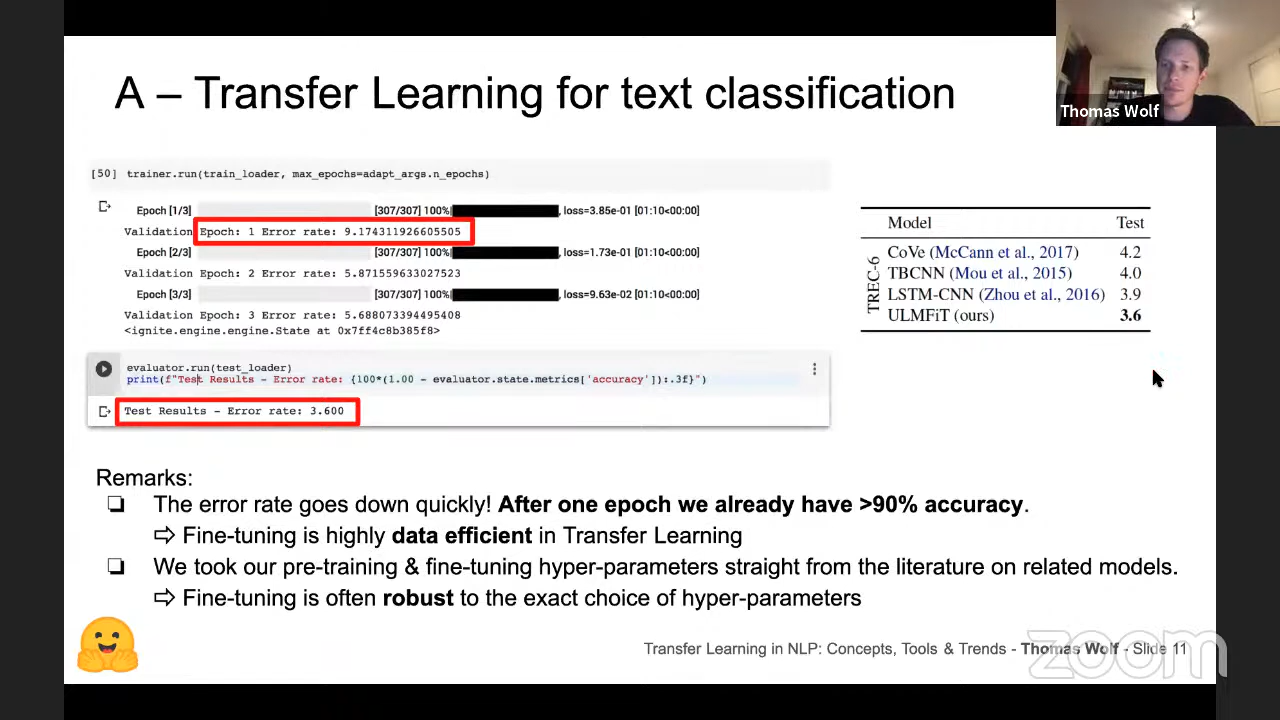 A – Transfer Learning for text classification
Thomas Wolf
[50] trainer.run(train_loader, max_epochs=adapt_args.n_epochs)
Epoch [1/3] [307/307] 100% , loss=3.85e-01 [01:10<00:00]
Validation Epoch: 1 Error rate: 9.174311926605505
Epoch [2/3] [307/307] 100% , loss=1.73e-01 [01:10<00:00]
Validation Epoch: 2 Error rate: 5.871559633027523
Epoch [3/3] [307/307] 100% , loss=9.63e-02 [01:10<00:00]
Validation Epoch: 3 Error rate: 5.688073394495408
<ignite.engine.engine.State at 0x7ff4c8b385f8>
evaluator.run(test_loader)
print(f"Test Results - Error rate: {100*(1.00 - evaluator.state.metrics['accuracy']):.3f}")
Test Results - Error rate: 3.600
Model Test
TREC-6
CoVe (McCann et al., 2017) 4.2
TBCNN (Mou et al., 2015) 4.0
LSTM-CNN (Zhou et al., 2016) 3.9
ULMFiT (ours) 3.6
Remarks:
❏ The error rate goes down quickly! After one epoch we already have >90% accuracy.
⇨ Fine-tuning is highly data efficient in Transfer Learning
❏ We took our pre-training & fine-tuning hyper-parameters straight from the literature on related models.
⇨ Fine-tuning is often robust to the exact choice of hyper-parameters
Transfer Learning in NLP: Concepts, Tools & Trends - Thomas Wolf - Slide 11
zoom